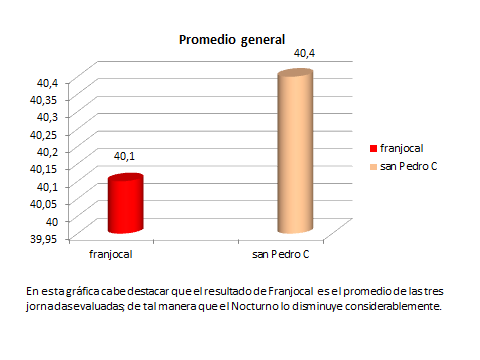 Promedio general
40,4
40,4
40,35
40,3
40,25
40,2
40,15
40,1
40,05
40
39,95
40,1
franjocal
san Pedro C
franjocal
san Pedro C
En esta gráfica cabe destacar que el resultado de Franjocal es el promedio de las tres
jornadas evaluadas; de tal manera que el Nocturno lo disminuye considerablemente.